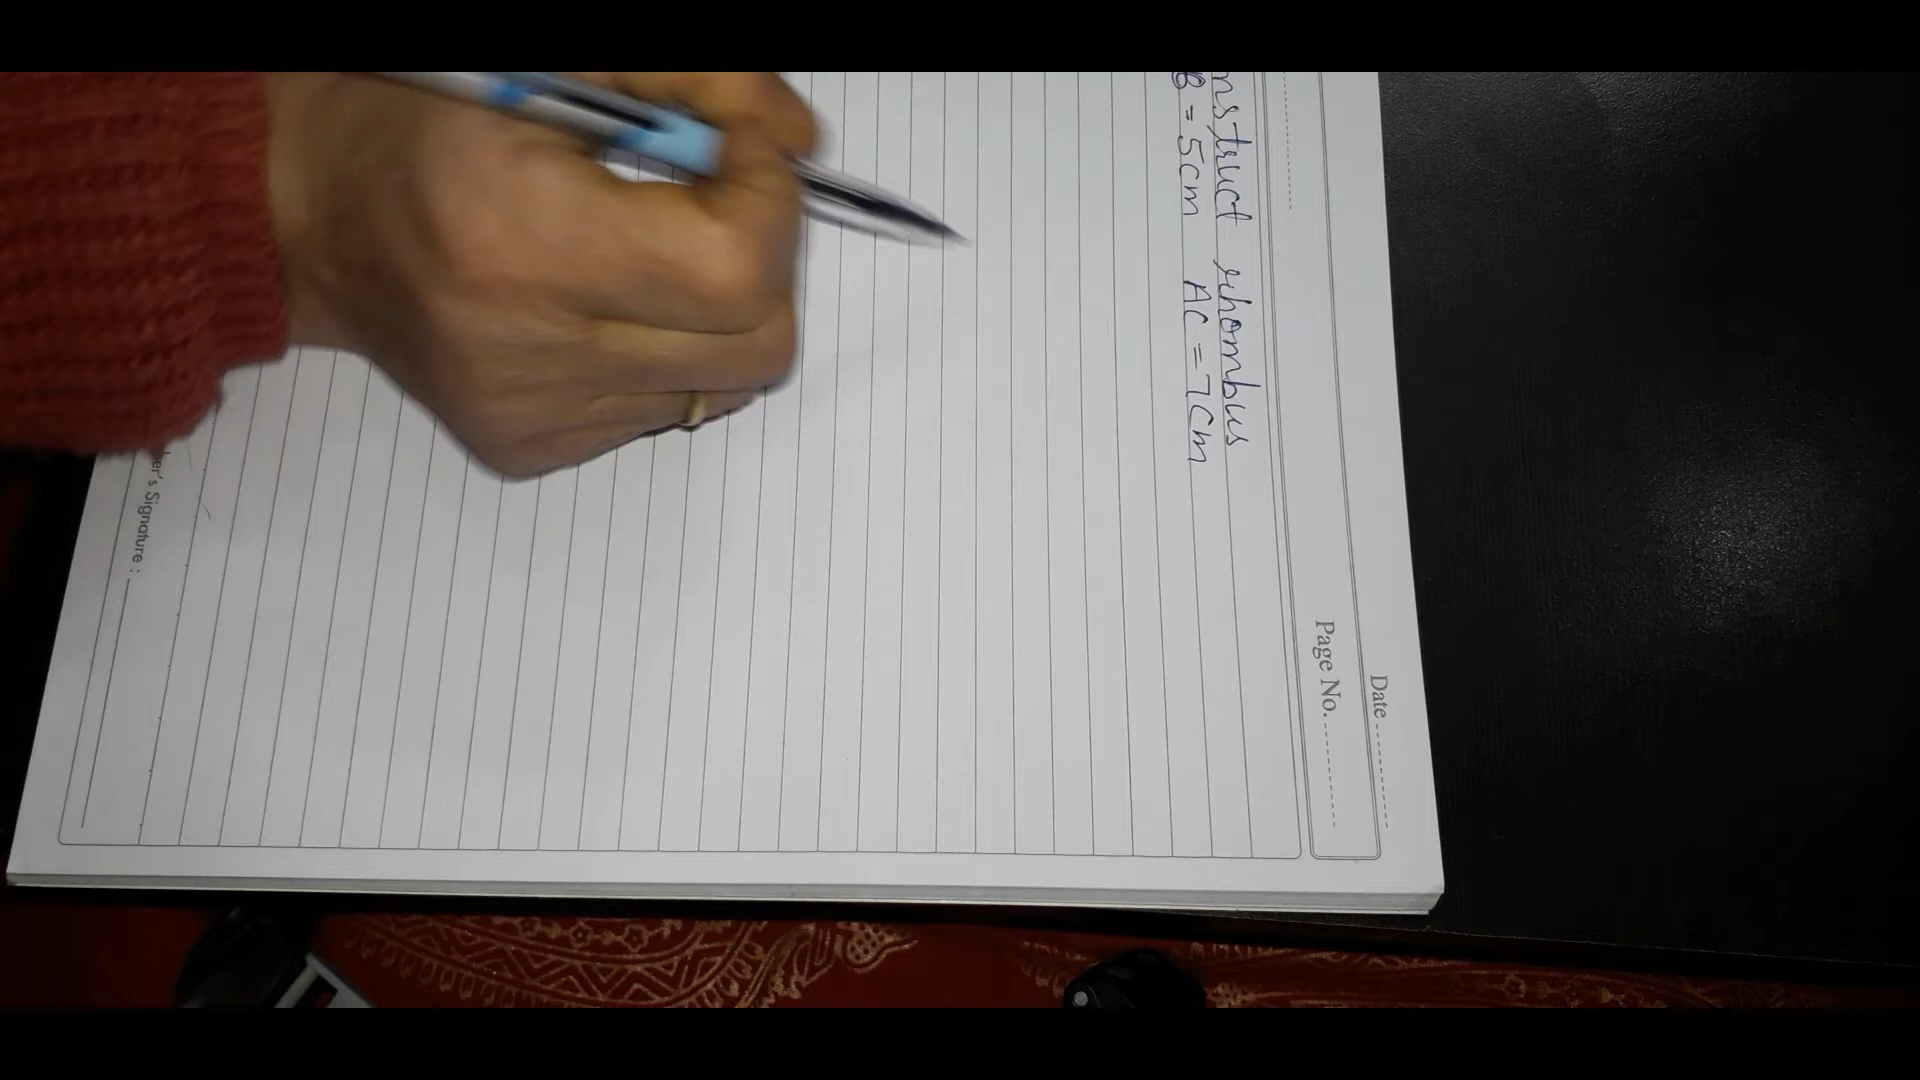 Date
Page No.
nstruct rhombus
B = 5cm AC = 7cm
er's Signature :